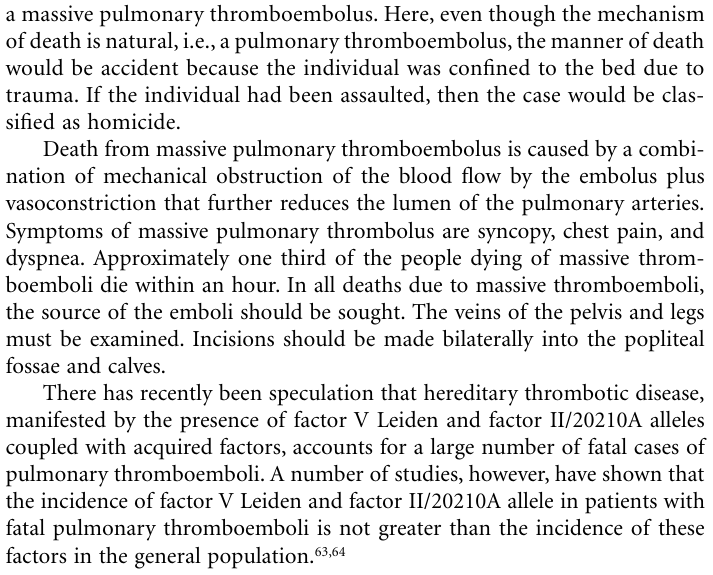 a massive pulmonary thromboembolus. Here, even though the mechanism
of death is natural, i.e., a pulmonary thromboembolus, the manner of death
would be accident because the individual was confined to the bed due to
trauma. If the individual had been assaulted, then the case would be clas-
sified as homicide.
Death from massive pulmonary thromboembolus is caused by a combi-
nation of mechanical obstruction of the blood flow by the embolus plus
vasoconstriction that further reduces the lumen of the pulmonary arteries.
Symptoms of massive pulmonary thrombolus are syncopy, chest pain, and
dyspnea. Approximately one third of the people dying of massive throm-
boemboli die within an hour. In all deaths due to massive thromboemboli,
the source of the emboli should be sought. The veins of the pelvis and legs
must be examined. Incisions should be made bilaterally into the popliteal
fossae and calves.
There has recently been speculation that hereditary thrombotic disease,
manifested by the presence of factor V Leiden and factor II/20210A alleles
coupled with acquired factors, accounts for a large number of fatal cases of
pulmonary thromboemboli. A number of studies, however, have shown that
the incidence of factor V Leiden and factor II/20210A allele in patients with
fatal pulmonary thromboemboli is not greater than the incidence of these
factors in the general population.63,64